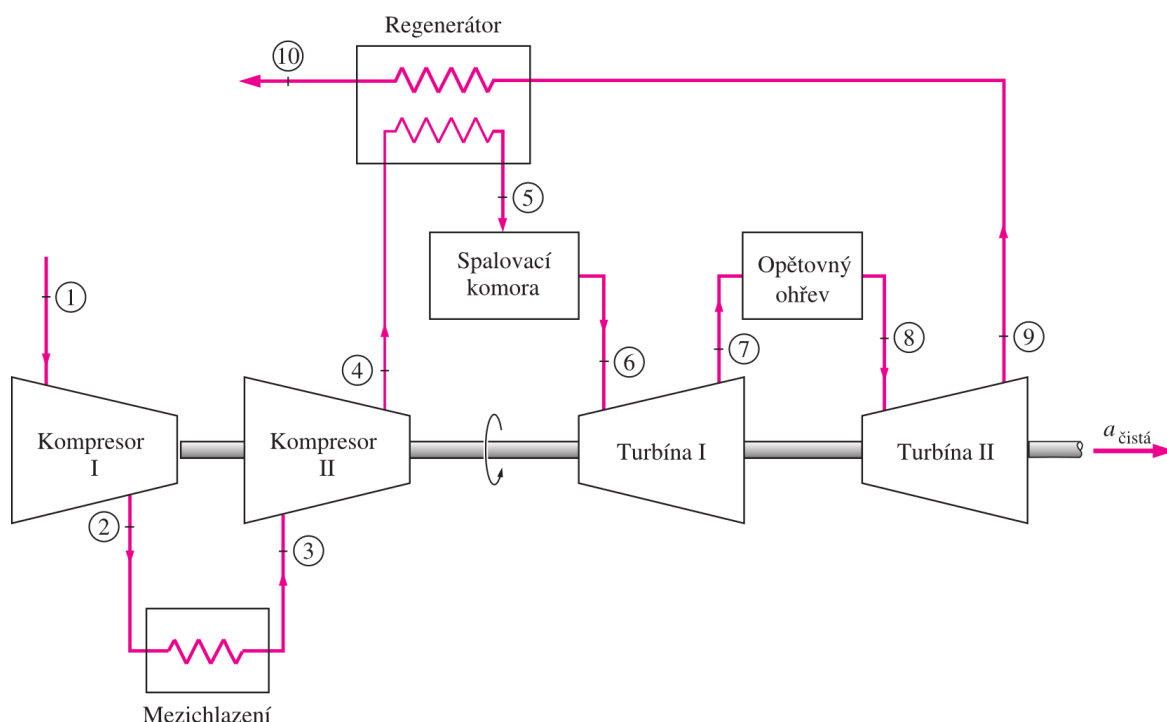 Regenerátor
10
5
Spalovací
komora
Opětovný
ohřev
1
4
6
7
8
9
Kompresor
I
Kompresor
II
Turbína I
Turbína II
a čistá
2
3
Mezichlazení